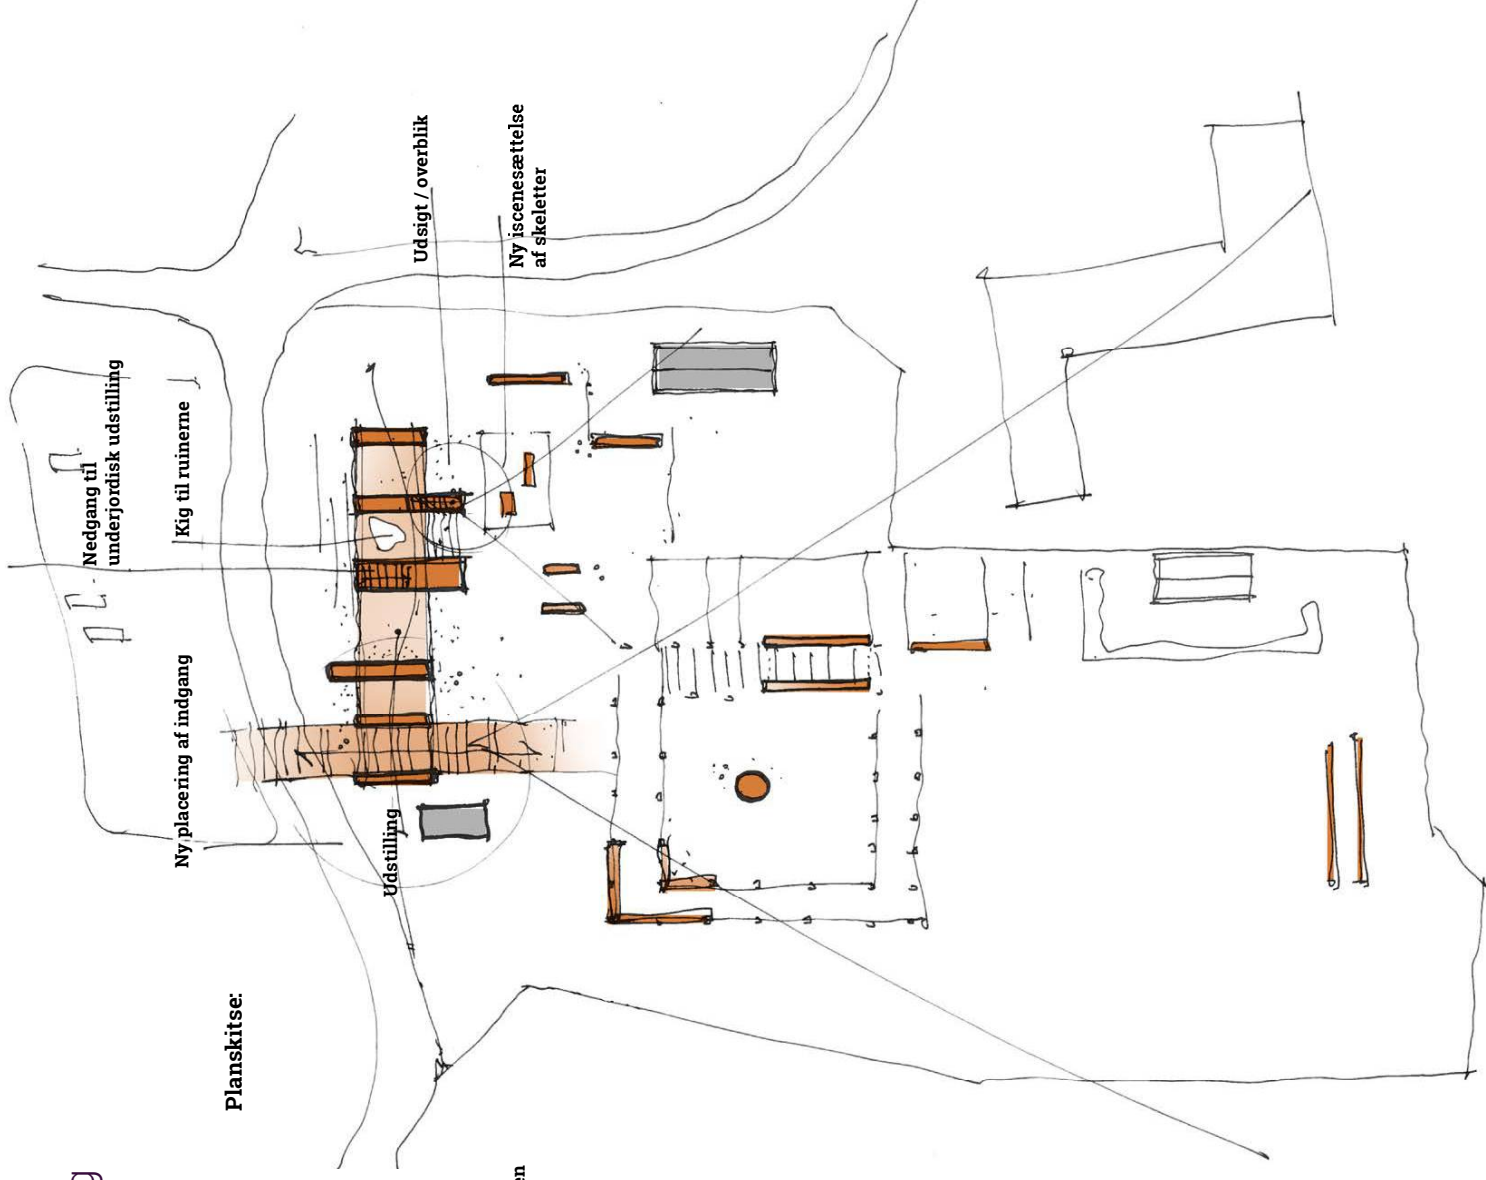 Planskitse:
Ny placering af indgang
Nedgang til
underjordisk udstilling
Kig til ruinerne
Udstilling
Udsigt / overblik
Ny iscenesættelse
af skeletter
en
g